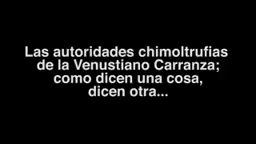 Las autoridades chimoltrufias
de la Venustiano Carranza;
como dicen una cosa,
dicen otra...